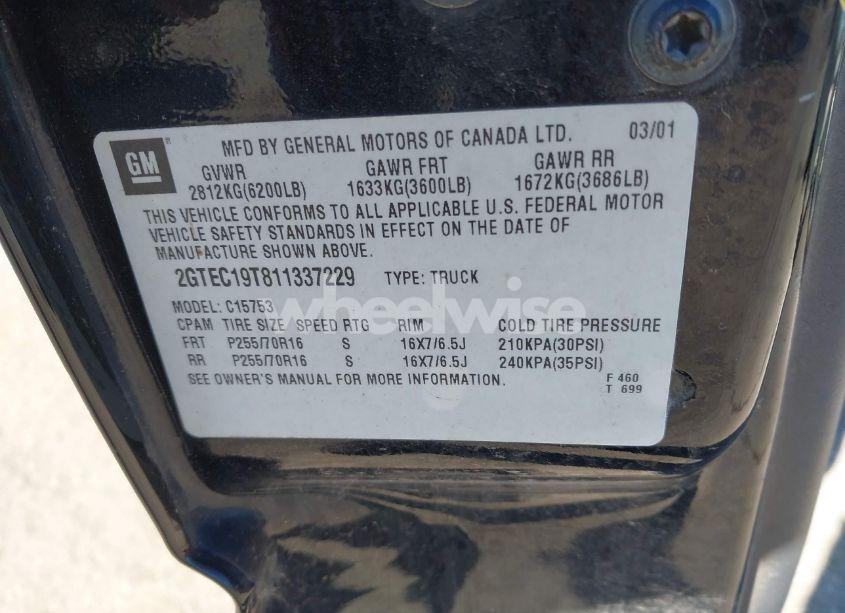 GM
MFD BY GENERAL MOTORS OF CANADA LTD. 03/01
GVWR GAWR FRT GAWR RR
2812KG(6200LB) 1633KG(3600LB) 1672KG(3686LB)
THIS VEHICLE CONFORMS TO ALL APPLICABLE U.S. FEDERAL MOTOR
VEHICLE SAFETY STANDARDS IN EFFECT ON THE DATE OF
MANUFACTURE SHOWN ABOVE.
2GTEC19T811337229 TYPE: TRUCK
MODEL: C15753
wheelwise
CPAM TIRE SIZE SPEED RTG RIM COLD TIRE PRESSURE
FRT P255/70R16 S 16X7/6.5J 210KPA(30PSI)
RR P255/70R16 S 16X7/6.5J 240KPA(35PSI)
SEE OWNER'S MANUAL FOR MORE INFORMATION.
F 460
T 699